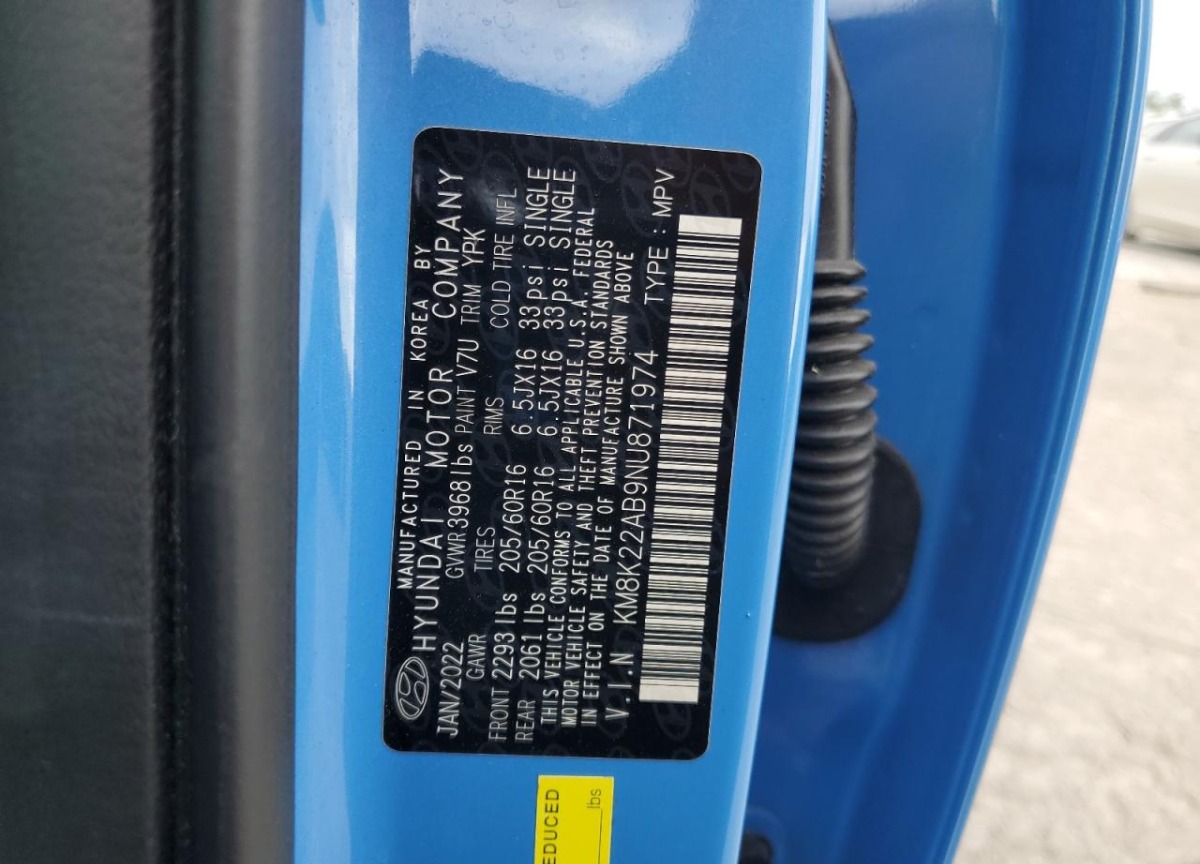 MANUFACTURED IN KOREA BY
HYUNDAI MOTOR COMPANY
JAN/2022 GVWR 3968lbs PAINT V7U TRIM YPK
GAWR TIRES RIMS COLD TIRE INFL
FRONT 2293 lbs 205/60R16 6.5JX16 33psi SINGLE
REAR 2061 lbs 205/60R16 6.5JX16 33psi SINGLE
THIS VEHICLE CONFORMS TO ALL APPLICABLE U.S.A. FEDERAL
MOTOR VEHICLE SAFETY AND THEFT PREVENTION STANDARDS
IN EFFECT ON THE DATE OF MANUFACTURE SHOWN ABOVE
V.I.N KM8K22AB9NU871974 TYPE : MPV
EDUCED
lbs